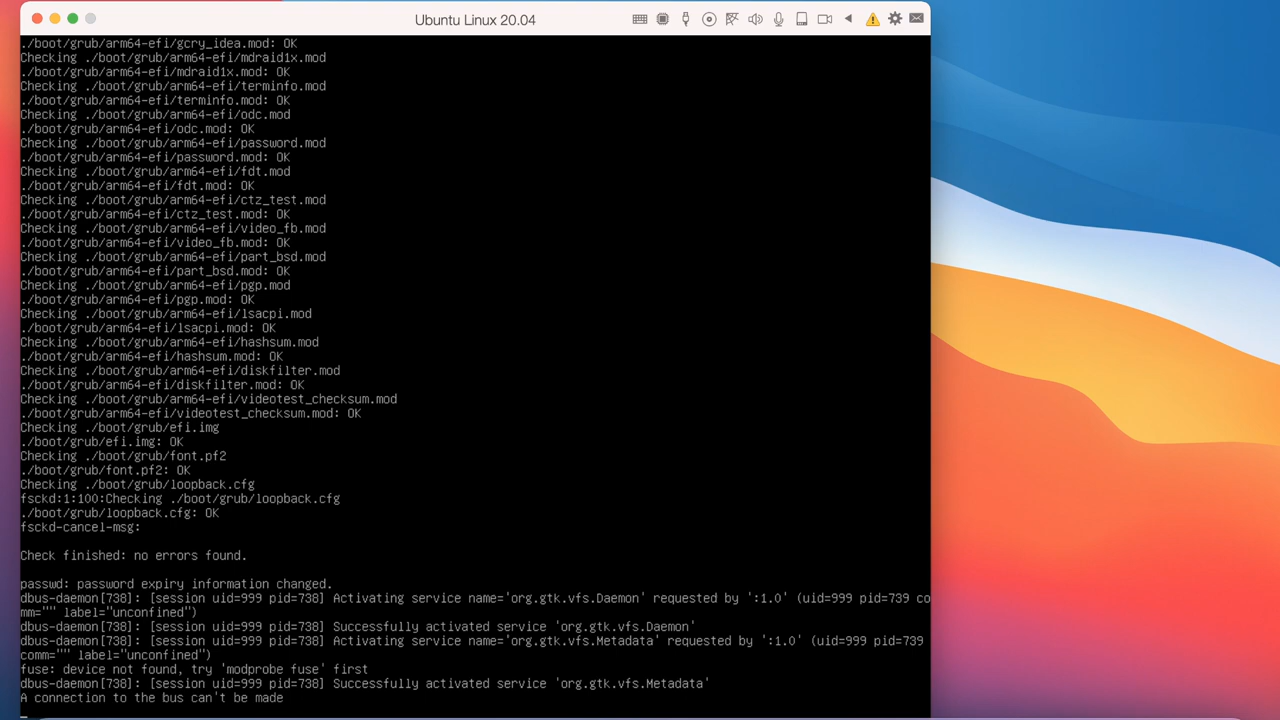 Ubuntu Linux 20.04
./boot/grub/arm64-efi/gcry_idea.mod: OK
Checking ./boot/grub/arm64-efi/mdraid1x.mod
./boot/grub/arm64-efi/mdraid1x.mod: OK
Checking ./boot/grub/arm64-efi/terminfo.mod
./boot/grub/arm64-efi/terminfo.mod: OK
Checking ./boot/grub/arm64-efi/odc.mod
./boot/grub/arm64-efi/odc.mod: OK
Checking ./boot/grub/arm64-efi/password.mod
./boot/grub/arm64-efi/password.mod: OK
Checking ./boot/grub/arm64-efi/fdt.mod
./boot/grub/arm64-efi/fdt.mod: OK
Checking ./boot/grub/arm64-efi/ctz_test.mod
./boot/grub/arm64-efi/ctz_test.mod: OK
Checking ./boot/grub/arm64-efi/video_fb.mod
./boot/grub/arm64-efi/video_fb.mod: OK
Checking ./boot/grub/arm64-efi/part_bsd.mod
./boot/grub/arm64-efi/part_bsd.mod: OK
Checking ./boot/grub/arm64-efi/pgp.mod
./boot/grub/arm64-efi/pgp.mod: OK
Checking ./boot/grub/arm64-efi/lsacpi.mod
./boot/grub/arm64-efi/lsacpi.mod: OK
Checking ./boot/grub/arm64-efi/hashsum.mod
./boot/grub/arm64-efi/hashsum.mod: OK
Checking ./boot/grub/arm64-efi/diskfilter.mod
./boot/grub/arm64-efi/diskfilter.mod: OK
Checking ./boot/grub/arm64-efi/videotest_checksum.mod
./boot/grub/arm64-efi/videotest_checksum.mod: OK
Checking ./boot/grub/efi.img
./boot/grub/efi.img: OK
Checking ./boot/grub/font.pf2
./boot/grub/font.pf2: OK
Checking ./boot/grub/loopback.cfg
fsckd:1:100:Checking ./boot/grub/loopback.cfg
./boot/grub/loopback.cfg: OK
fsckd-cancel-msg:
Check finished: no errors found.
passwd: password expiry information changed.
dbus-daemon[738]: [session uid=999 pid=738] Activating service name='org.gtk.vfs.Daemon' requested by ':1.0' (uid=999 pid=739 co
mm="" label="unconfined")
dbus-daemon[738]: [session uid=999 pid=738] Successfully activated service 'org.gtk.vfs.Daemon'
dbus-daemon[738]: [session uid=999 pid=738] Activating service name='org.gtk.vfs.Metadata' requested by ':1.0' (uid=999 pid=739
comm="" label="unconfined")
fuse: device not found, try 'modprobe fuse' first
dbus-daemon[738]: [session uid=999 pid=738] Successfully activated service 'org.gtk.vfs.Metadata'
A connection to the bus can't be made